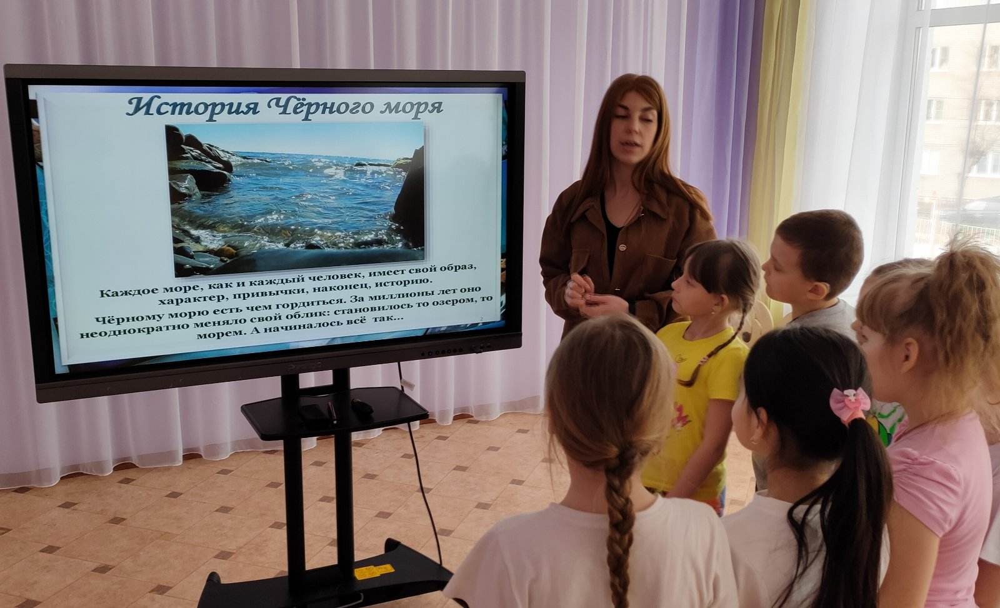 История Чёрного моря
Каждое море, как и каждый человек, имеет свой образ,
характер, привычки, наконец, историю.
Чёрному морю есть чем гордиться. За миллионы лет оно
неоднократно меняло свой облик: становилось то озером, то
морем. А начиналось всё так...
2